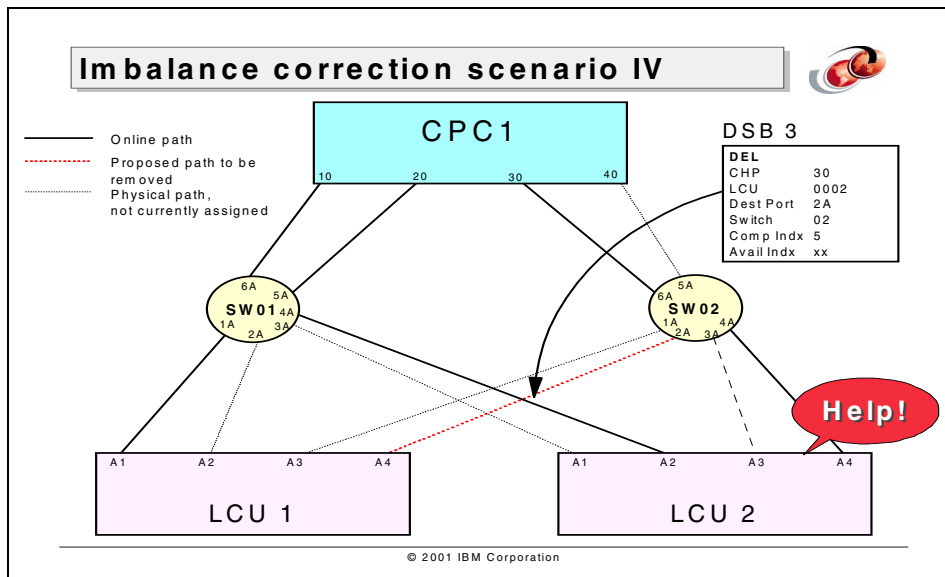 Imbalance correction scenario IV
Online path
Proposed path to be
removed
Physical path,
not currently assigned
CPC1
10
20
30
40
DSB 3
DEL
CHP 30
LCU 0002
Dest Port 2A
Switch 02
Comp Indx 5
Avail Indx xx
6A
5A
SW01
4A
1A
3A
2A
5A
6A
SW02
1A
4A
2A
3A
Help!
A1
A2
A3
A4
LCU 1
A1
A2
A3
A4
LCU 2
© 2001 IBM Corporation